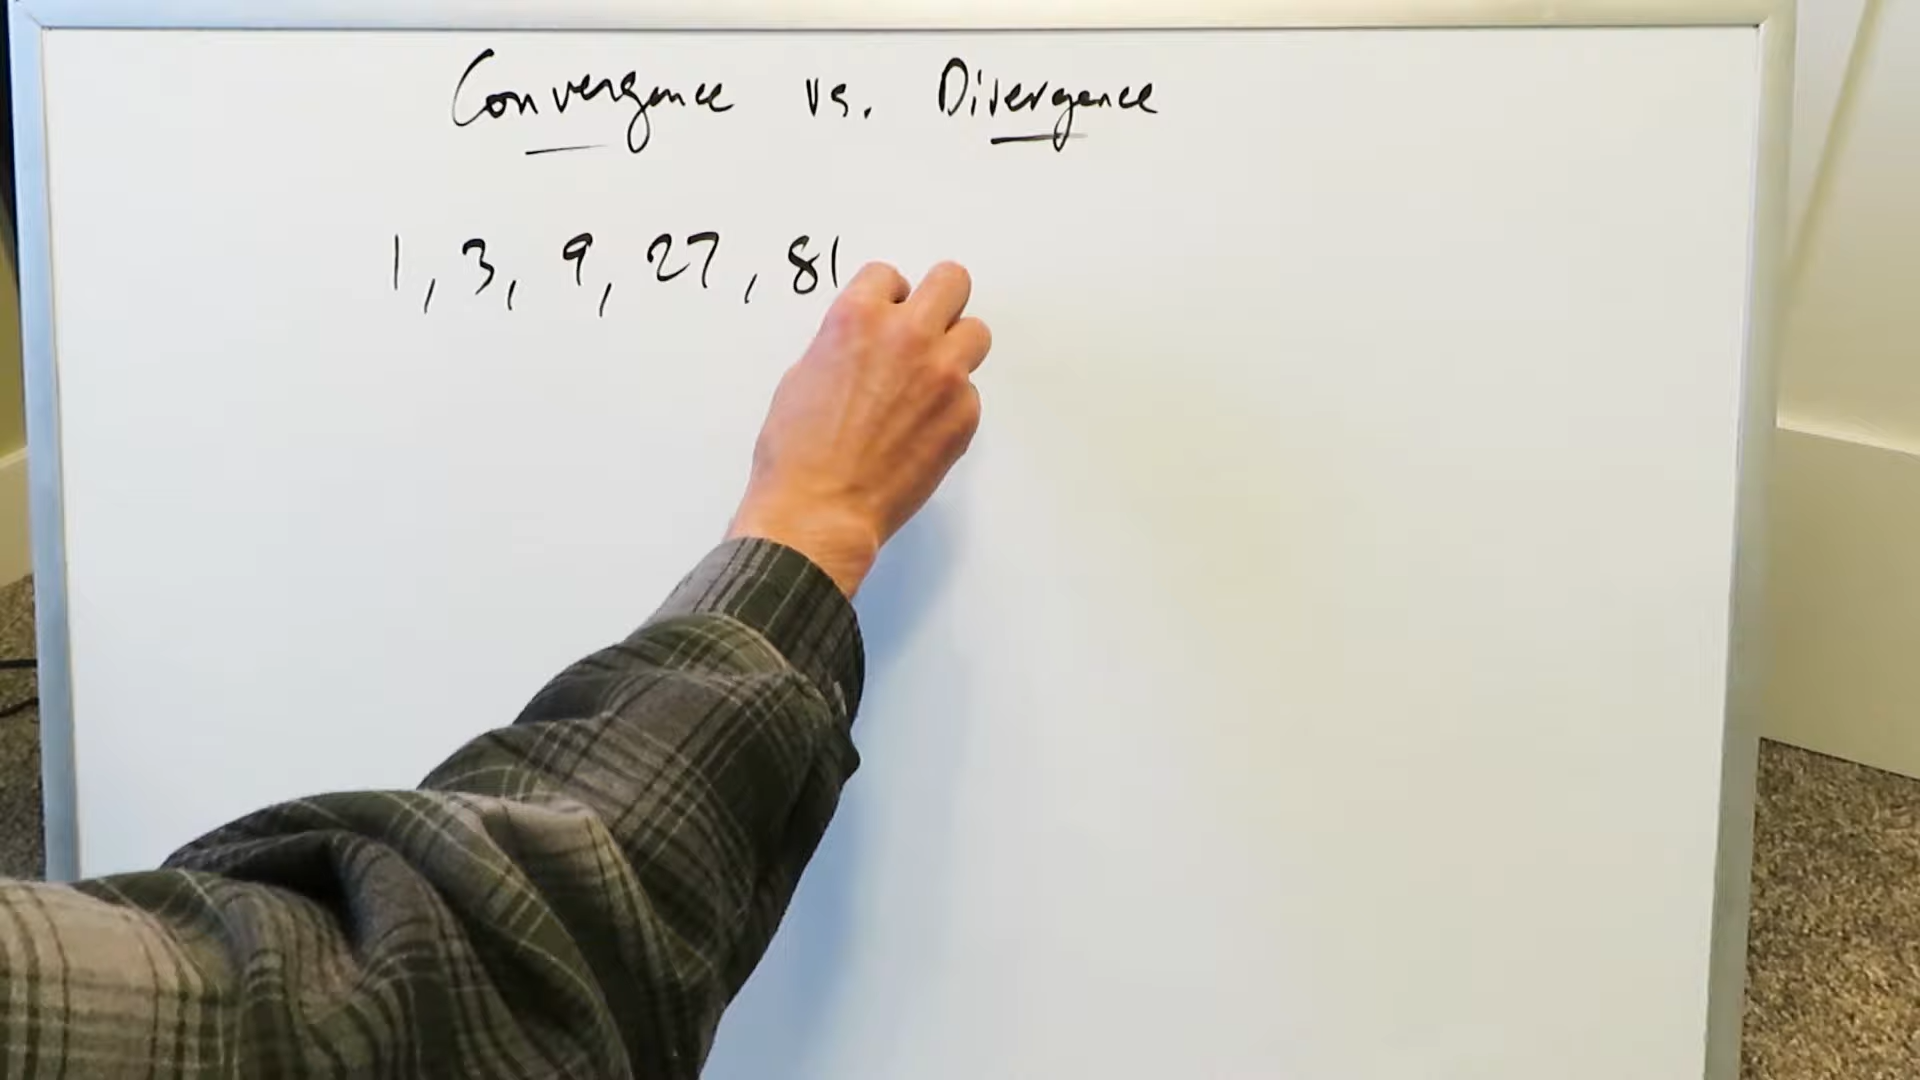 Convergence vs. Divergence
1, 3, 9, 27, 81